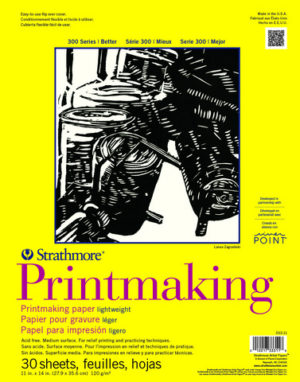 Easy-to-use flip-over cover.
Conditionnement flexible et facile à utiliser.
Cubierta flexible fácil de usar.
Made in the U.S.A.
Fabriqué aux États-Unis
Hecho en E.E.U.U.
300 Series | Better Série 300 | Mieux Serie 300 | Mejor
Developed in
partnership with
POINT
Strathmore®
Printmaking
Printmaking paper lightweight
Papier pour gravure léger
Papel para impresión ligero
Acid free. Medium surface. For relief printing and practicing techniques.
Sans acide. Surface moyenne. Pour l'impression en relief et techniques de pratique.
Sin ácidos. Superficie media. Para impresiones en relieve y para practicar técnicas.
30 sheets, feuilles, hojas
11 in. x 14 in. (27.9 x 35.6 cm) 120 g/m²